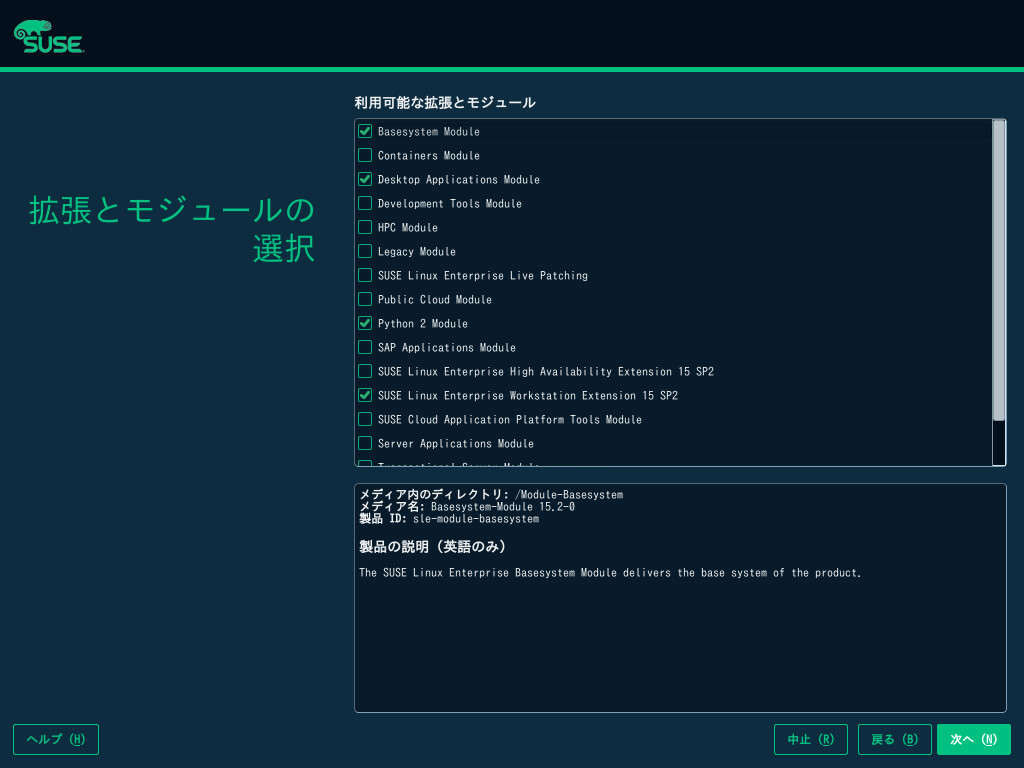 SUSE
拡張とモジュールの
選択
利用可能な拡張とモジュール
Basesystem Module
Containers Module
Desktop Applications Module
Development Tools Module
HPC Module
Legacy Module
SUSE Linux Enterprise Live Patching
Public Cloud Module
Python 2 Module
SAP Applications Module
SUSE Linux Enterprise High Availability Extension 15 SP2
SUSE Linux Enterprise Workstation Extension 15 SP2
SUSE Cloud Application Platform Tools Module
Server Applications Module
Transactional Server Module
メディア内のディレクトリ: /Module-Basesystem
メディア名: Basesystem-Module 15.2-0
製品 ID: sle-module-basesystem
製品の説明 (英語のみ)
The SUSE Linux Enterprise Basesystem Module delivers the base system of the product.
ヘルプ (H)
中止 (R)
戻る (B)
次へ (N)